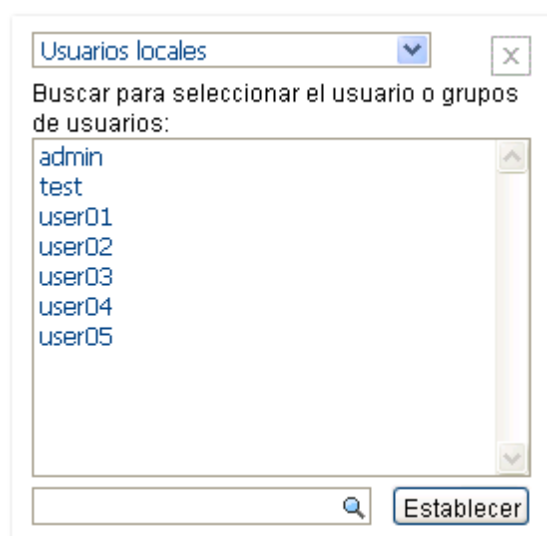 Usuarios locales
Buscar para seleccionar el usuario o grupos
de usuarios:
admin
test
user01
user02
user03
user04
user05
Establecer